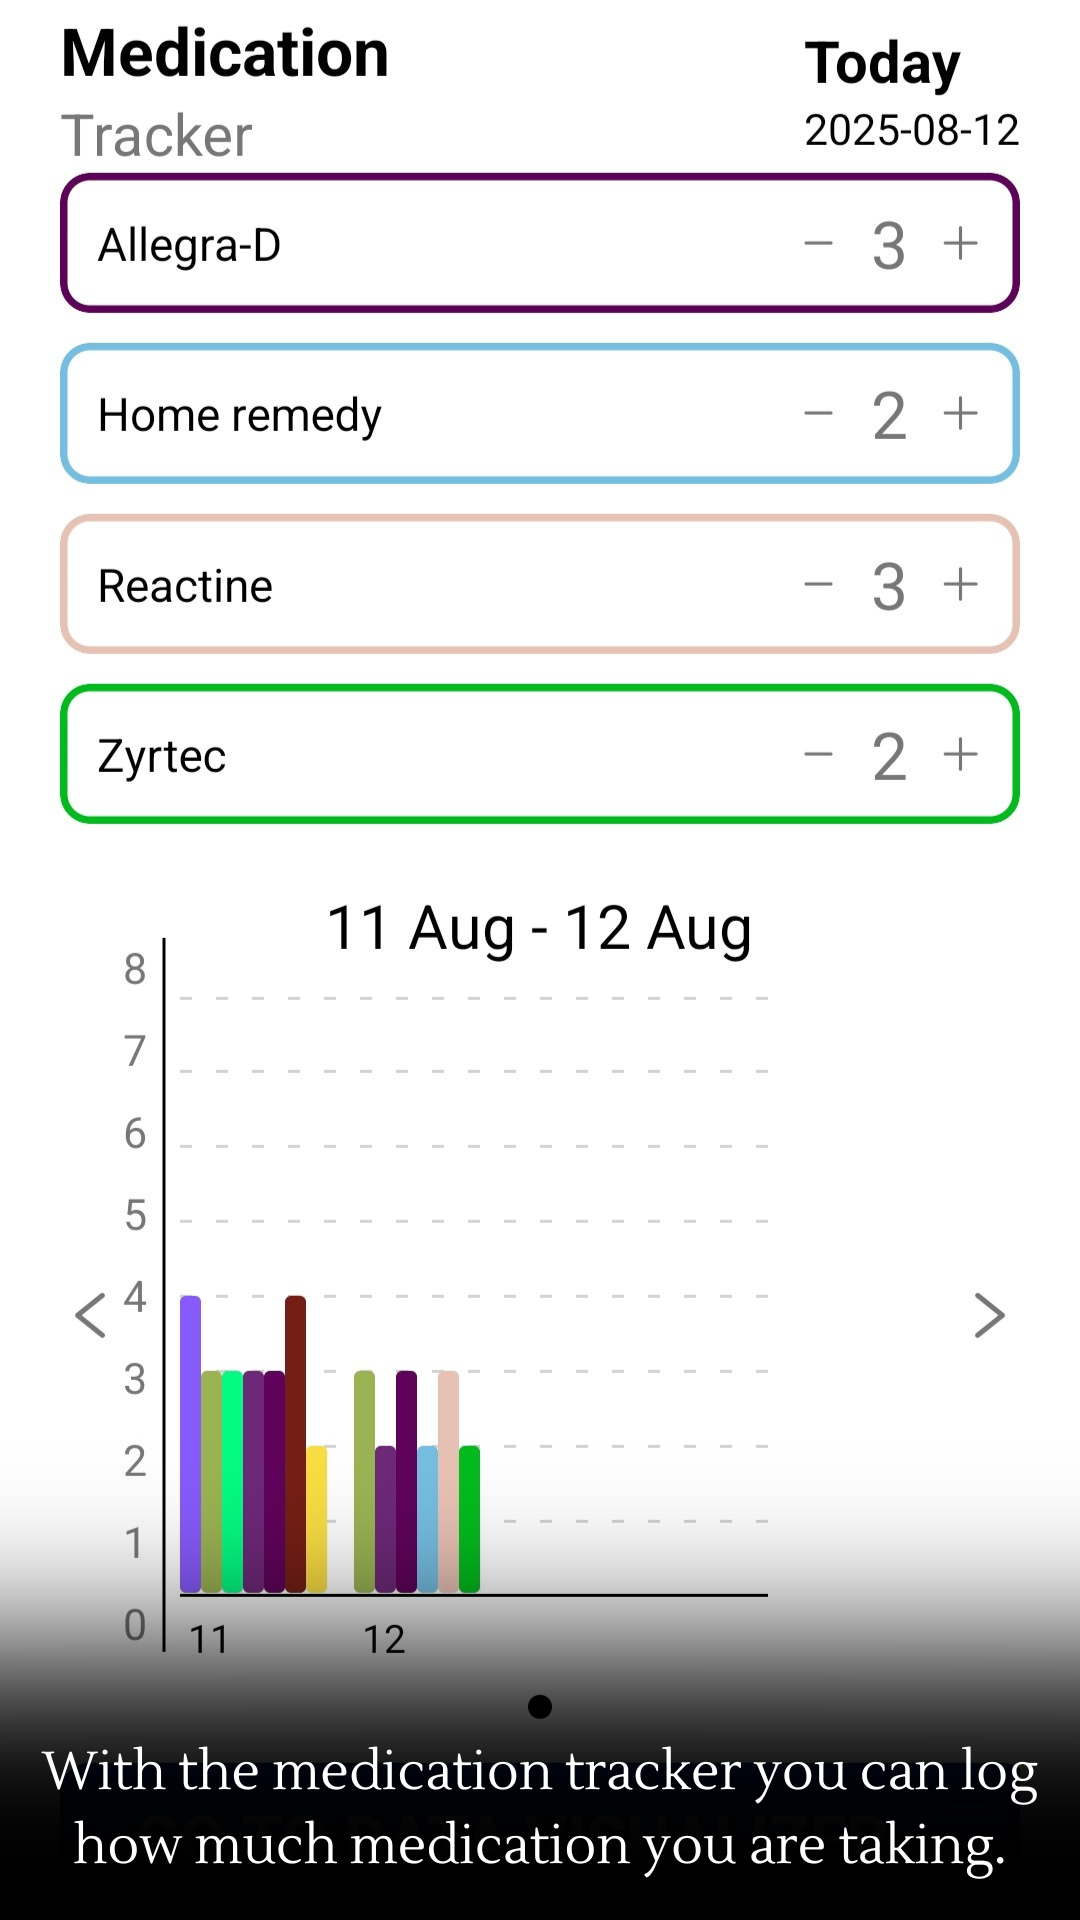 Medication
Tracker
Today
2025-08-12
Allegra-D − 3 +
Home remedy − 2 +
Reactine − 3 +
Zyrtec − 2 +
11 Aug - 12 Aug
8
7
6
5
< 4 >
3
2
1
0
11 12
With the medication tracker you can log
how much medication you are taking.